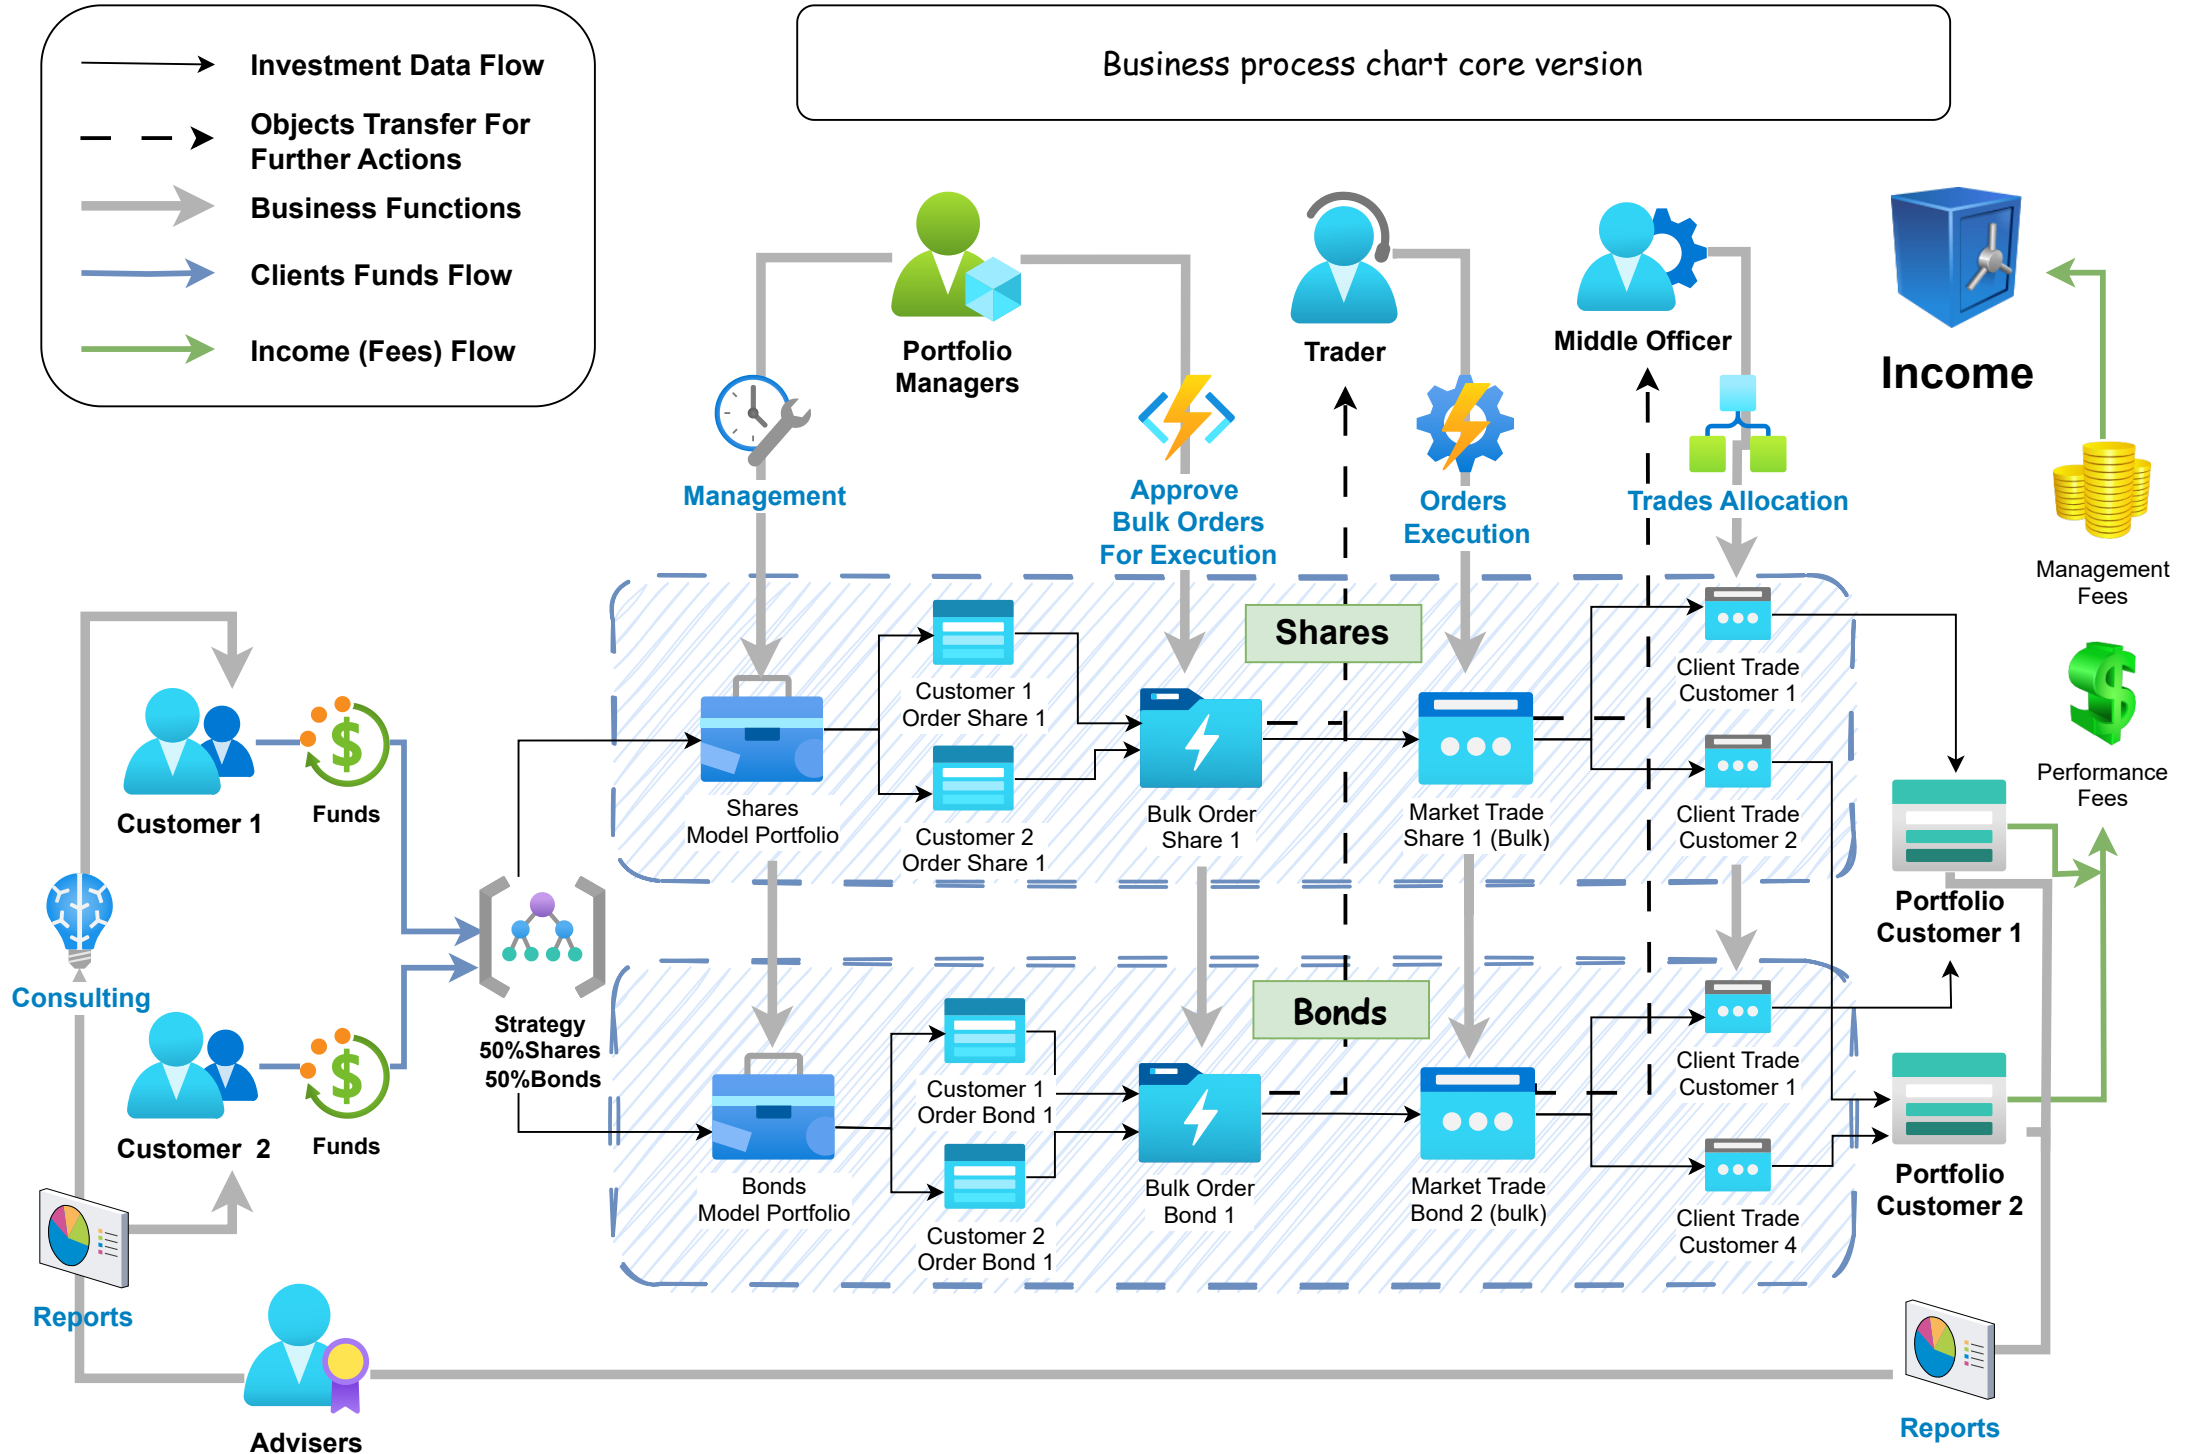 Investment Data Flow
Objects Transfer For
Further Actions
Business Functions
Clients Funds Flow
Income (Fees) Flow
Business process chart core version
Portfolio
Managers
Trader
Middle Officer
Income
Management
Approve
Bulk Orders
For Execution
Orders
Execution
Trades Allocation
Management
Fees
Performance
Fees
Shares
Customer 1
Order Share 1
Customer 2
Order Share 1
Shares
Model Portfolio
Bulk Order
Share 1
Market Trade
Share 1 (Bulk)
Client Trade
Customer 1
Client Trade
Customer 2
Customer 1
Funds
Consulting
Customer 2
Funds
Strategy
50%Shares
50%Bonds
Portfolio
Customer 1
Portfolio
Customer 2
Bonds
Customer 1
Order Bond 1
Customer 2
Order Bond 1
Bonds
Model Portfolio
Bulk Order
Bond 1
Market Trade
Bond 2 (bulk)
Client Trade
Customer 1
Client Trade
Customer 4
Reports
Advisers
Reports